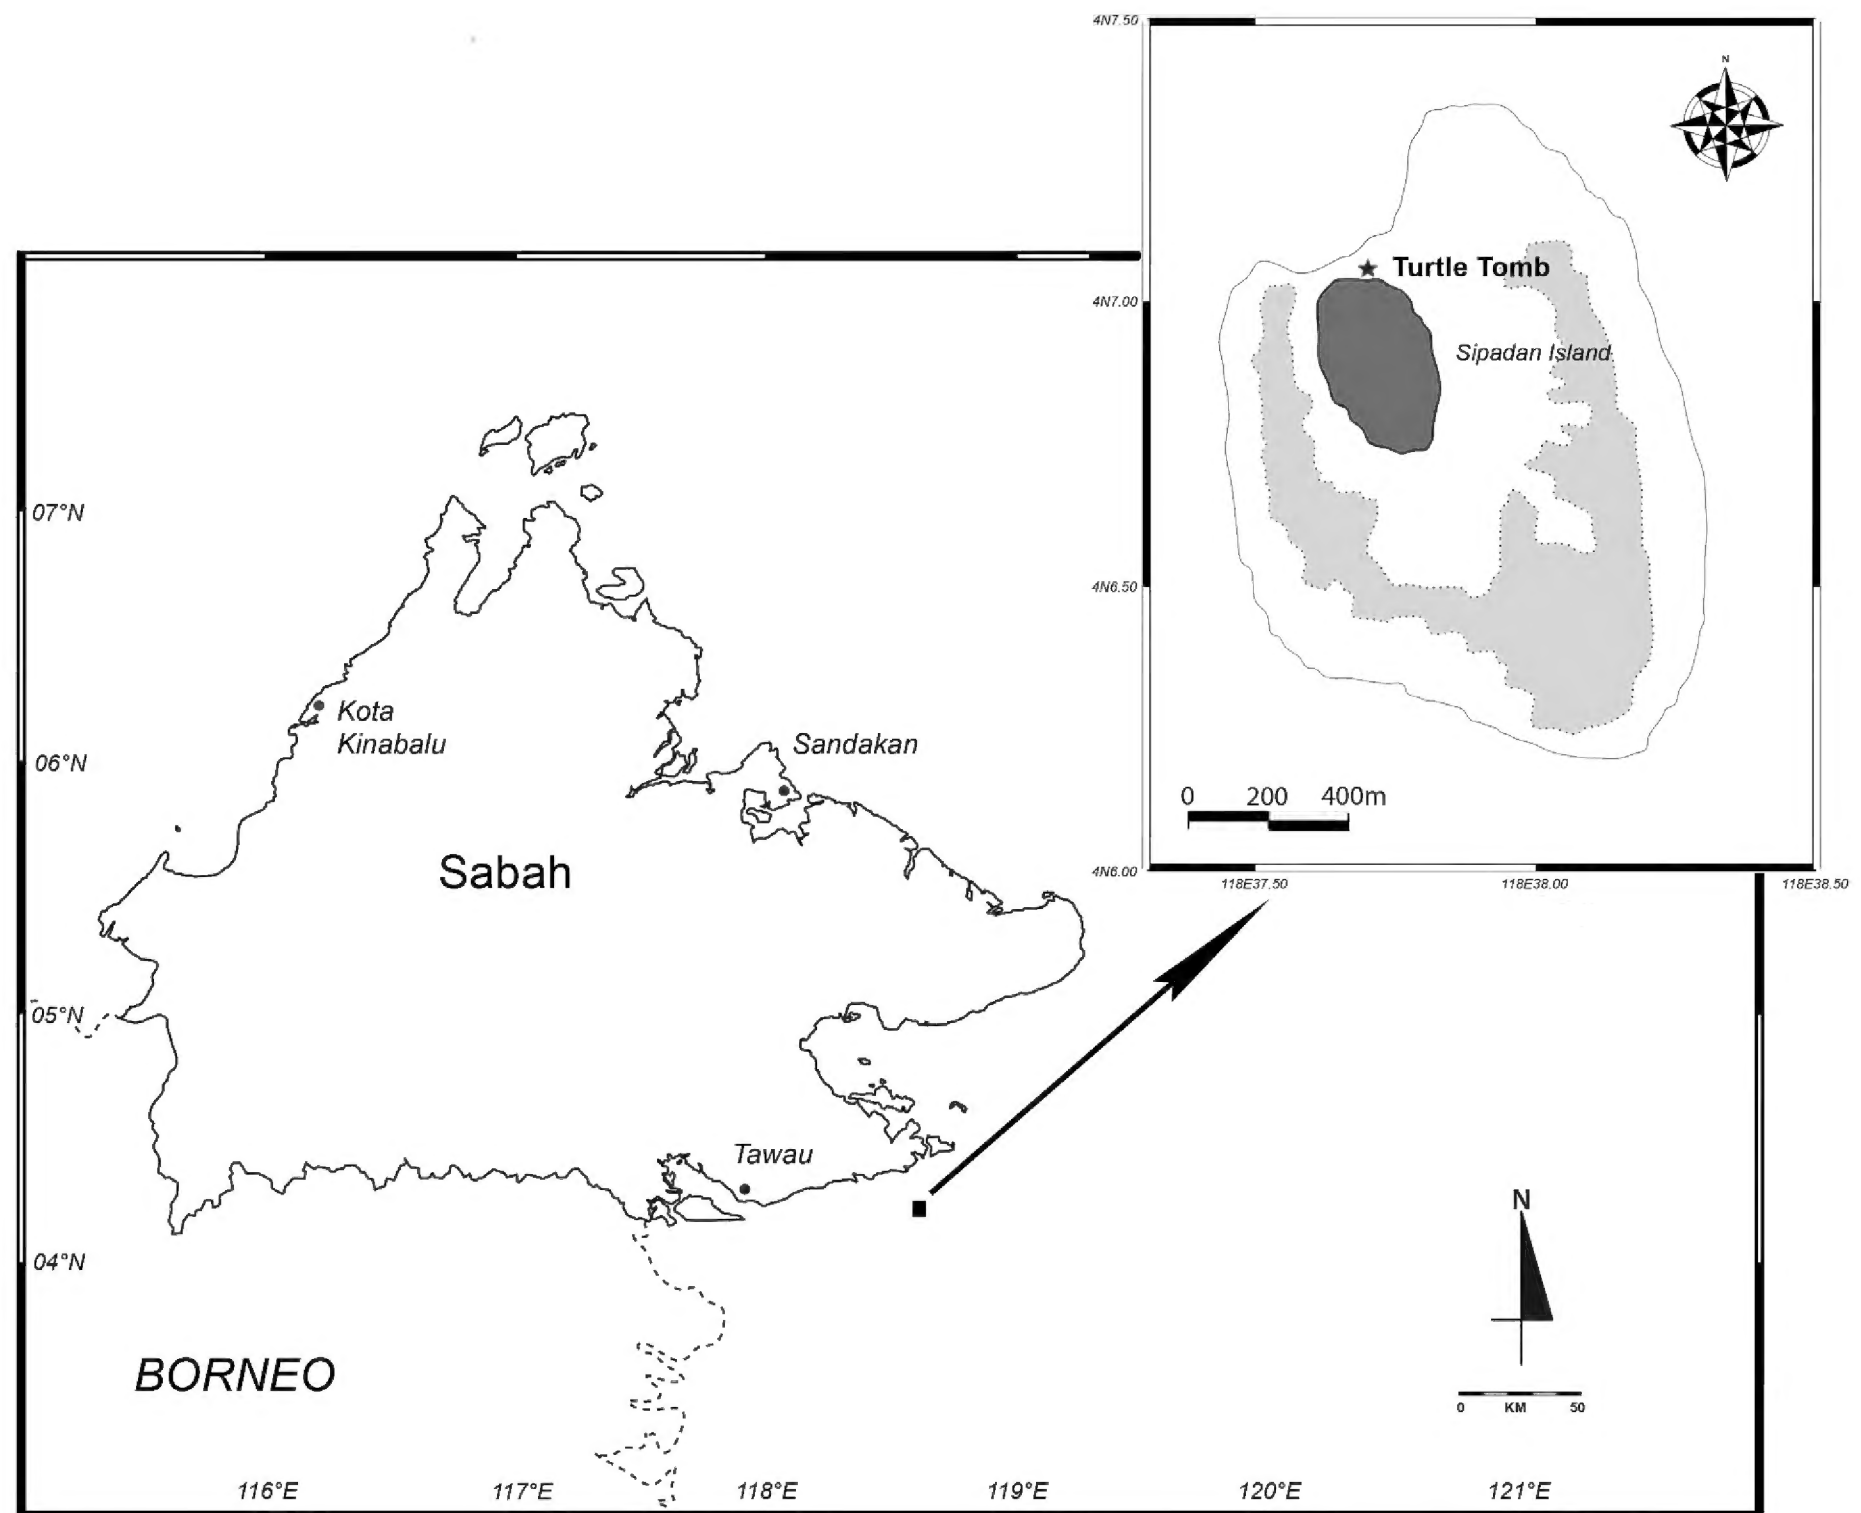 4N7.50
N
Turtle Tomb
4N7.00
Sipadan Island
07°N
4N6.50
Kota
Kinabalu
Sandakan
06°N
0 200 400m
Sabah
4N6.00
118E37.50 118E38.00 118E38.50
05°N
Tawau
N
04°N
BORNEO
0 KM 50
116°E 117°E 118°E 119°E 120°E 121°E